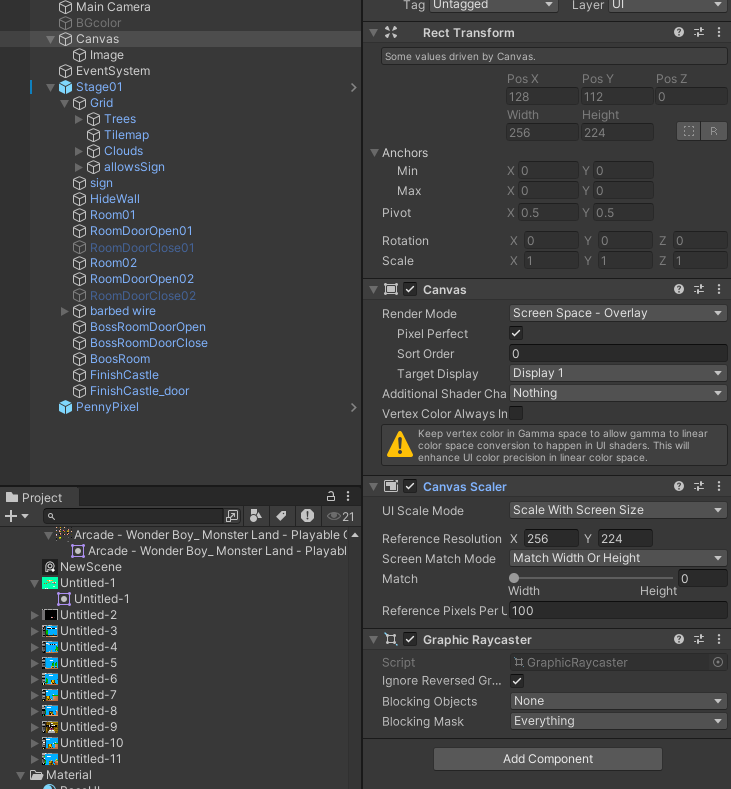 Main Camera
BGcolor
Canvas
Image
EventSystem
Stage01
Grid
Trees
Tilemap
Clouds
allowsSign
sign
HideWall
Room01
RoomDoorOpen01
RoomDoorClose01
Room02
RoomDoorOpen02
RoomDoorClose02
barbed wire
BossRoomDoorOpen
BossRoomDoorClose
BoosRoom
FinishCastle
FinishCastle_door
PennyPixel
Project
21
Arcade - Wonder Boy_ Monster Land - Playable C
Arcade - Wonder Boy_ Monster Land - Playabl
NewScene
Untitled-1
Untitled-1
Untitled-2
Untitled-3
Untitled-4
Untitled-5
Untitled-6
Untitled-7
Untitled-8
Untitled-9
Untitled-10
Untitled-11
Material
Tag Untagged Layer UI
Rect Transform
Some values driven by Canvas.
Pos X Pos Y Pos Z
128 112 0
Width Height
256 224 R
Anchors
Min X 0 Y 0
Max X 0 Y 0
Pivot X 0.5 Y 0.5
Rotation X 0 Y 0 Z 0
Scale X 1 Y 1 Z 1
Canvas
Render Mode Screen Space - Overlay
Pixel Perfect
Sort Order 0
Target Display Display 1
Additional Shader Cha Nothing
Vertex Color Always In
Keep vertex color in Gamma space to allow gamma to linear
color space conversion to happen in UI shaders. This will
enhance UI color precision in linear color space.
Canvas Scaler
UI Scale Mode Scale With Screen Size
Reference Resolution X 256 Y 224
Screen Match Mode Match Width Or Height
Match 0
Width Height
Reference Pixels Per U 100
Graphic Raycaster
Script GraphicRaycaster
Ignore Reversed Gr...
Blocking Objects None
Blocking Mask Everything
Add Component